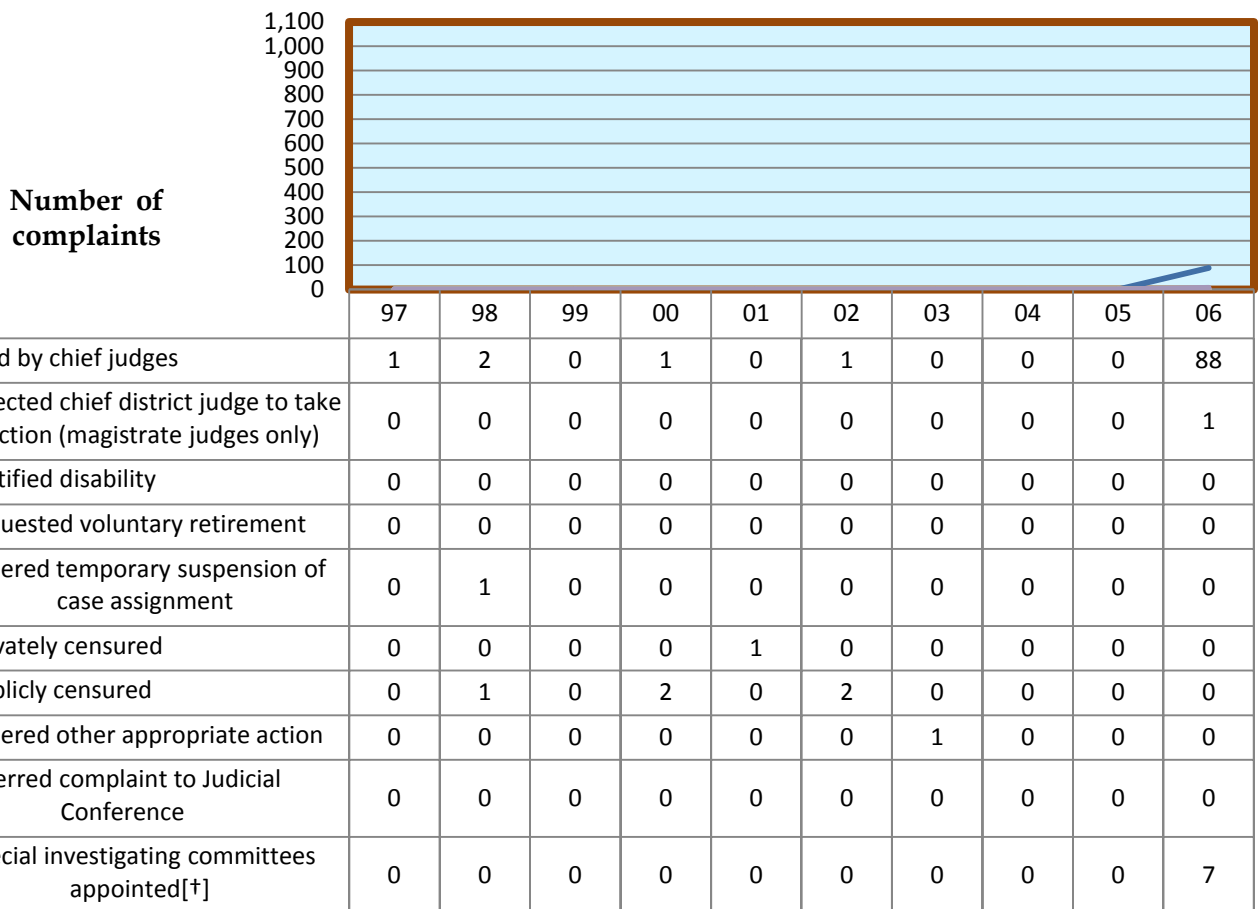 1,100
1,000
900
800
700
600
500
400
300
200
100
0
Number of
complaints
97 98 99 00 01 02 03 04 05 06
d by chief judges 1 2 0 1 0 1 0 0 0 88
ected chief district judge to take
ction (magistrate judges only) 0 0 0 0 0 0 0 0 0 1
tified disability 0 0 0 0 0 0 0 0 0 0
uested voluntary retirement 0 0 0 0 0 0 0 0 0 0
ered temporary suspension of
case assignment 0 1 0 0 0 0 0 0 0 0
vately censured 0 0 0 0 1 0 0 0 0 0
blicly censured 0 1 0 2 0 2 0 0 0 0
ered other appropriate action 0 0 0 0 0 0 1 0 0 0
erred complaint to Judicial
Conference 0 0 0 0 0 0 0 0 0 0
ecial investigating committees
appointed[†] 0 0 0 0 0 0 0 0 0 7